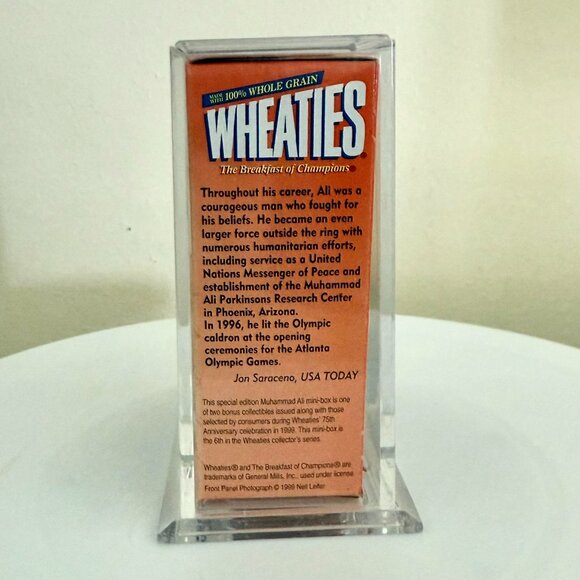 MADE WITH 100% WHOLE GRAIN
WHEATIES®
The Breakfast of Champions®
Throughout his career, Ali was a
courageous man who fought for
his beliefs. He became an even
larger force outside the ring with
numerous humanitarian efforts,
including service as a United
Nations Messenger of Peace and
establishment of the Muhammad
Ali Parkinsons Research Center
in Phoenix, Arizona.
In 1996, he lit the Olympic
caldron at the opening
ceremonies for the Atlanta
Olympic Games.
Jon Saraceno, USA TODAY
This special edition Muhammad Ali mini-box is one
of two bonus collectibles issued along with those
selected by consumers during Wheaties' 75th
Anniversary celebration in 1999. This mini-box is
the 6th in the Wheaties collector's series.
Wheaties® and The Breakfast of Champions® are
trademarks of General Mills, Inc., used under license.
Front Panel Photograph © 1999 Neil Leifer